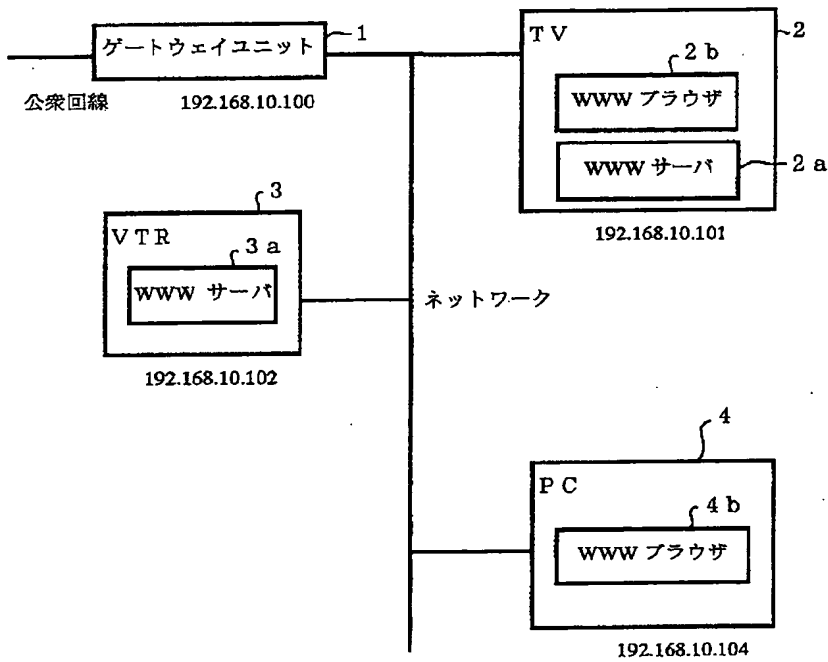 ゲートウェイユニット
1
公衆回線
192.168.10.100
TV
2
2b
WWW ブラウザ
WWW サーバ
2a
192.168.10.101
3
VTR
3a
WWW サーバ
192.168.10.102
ネットワーク
4
PC
4b
WWW ブラウザ
192.168.10.104